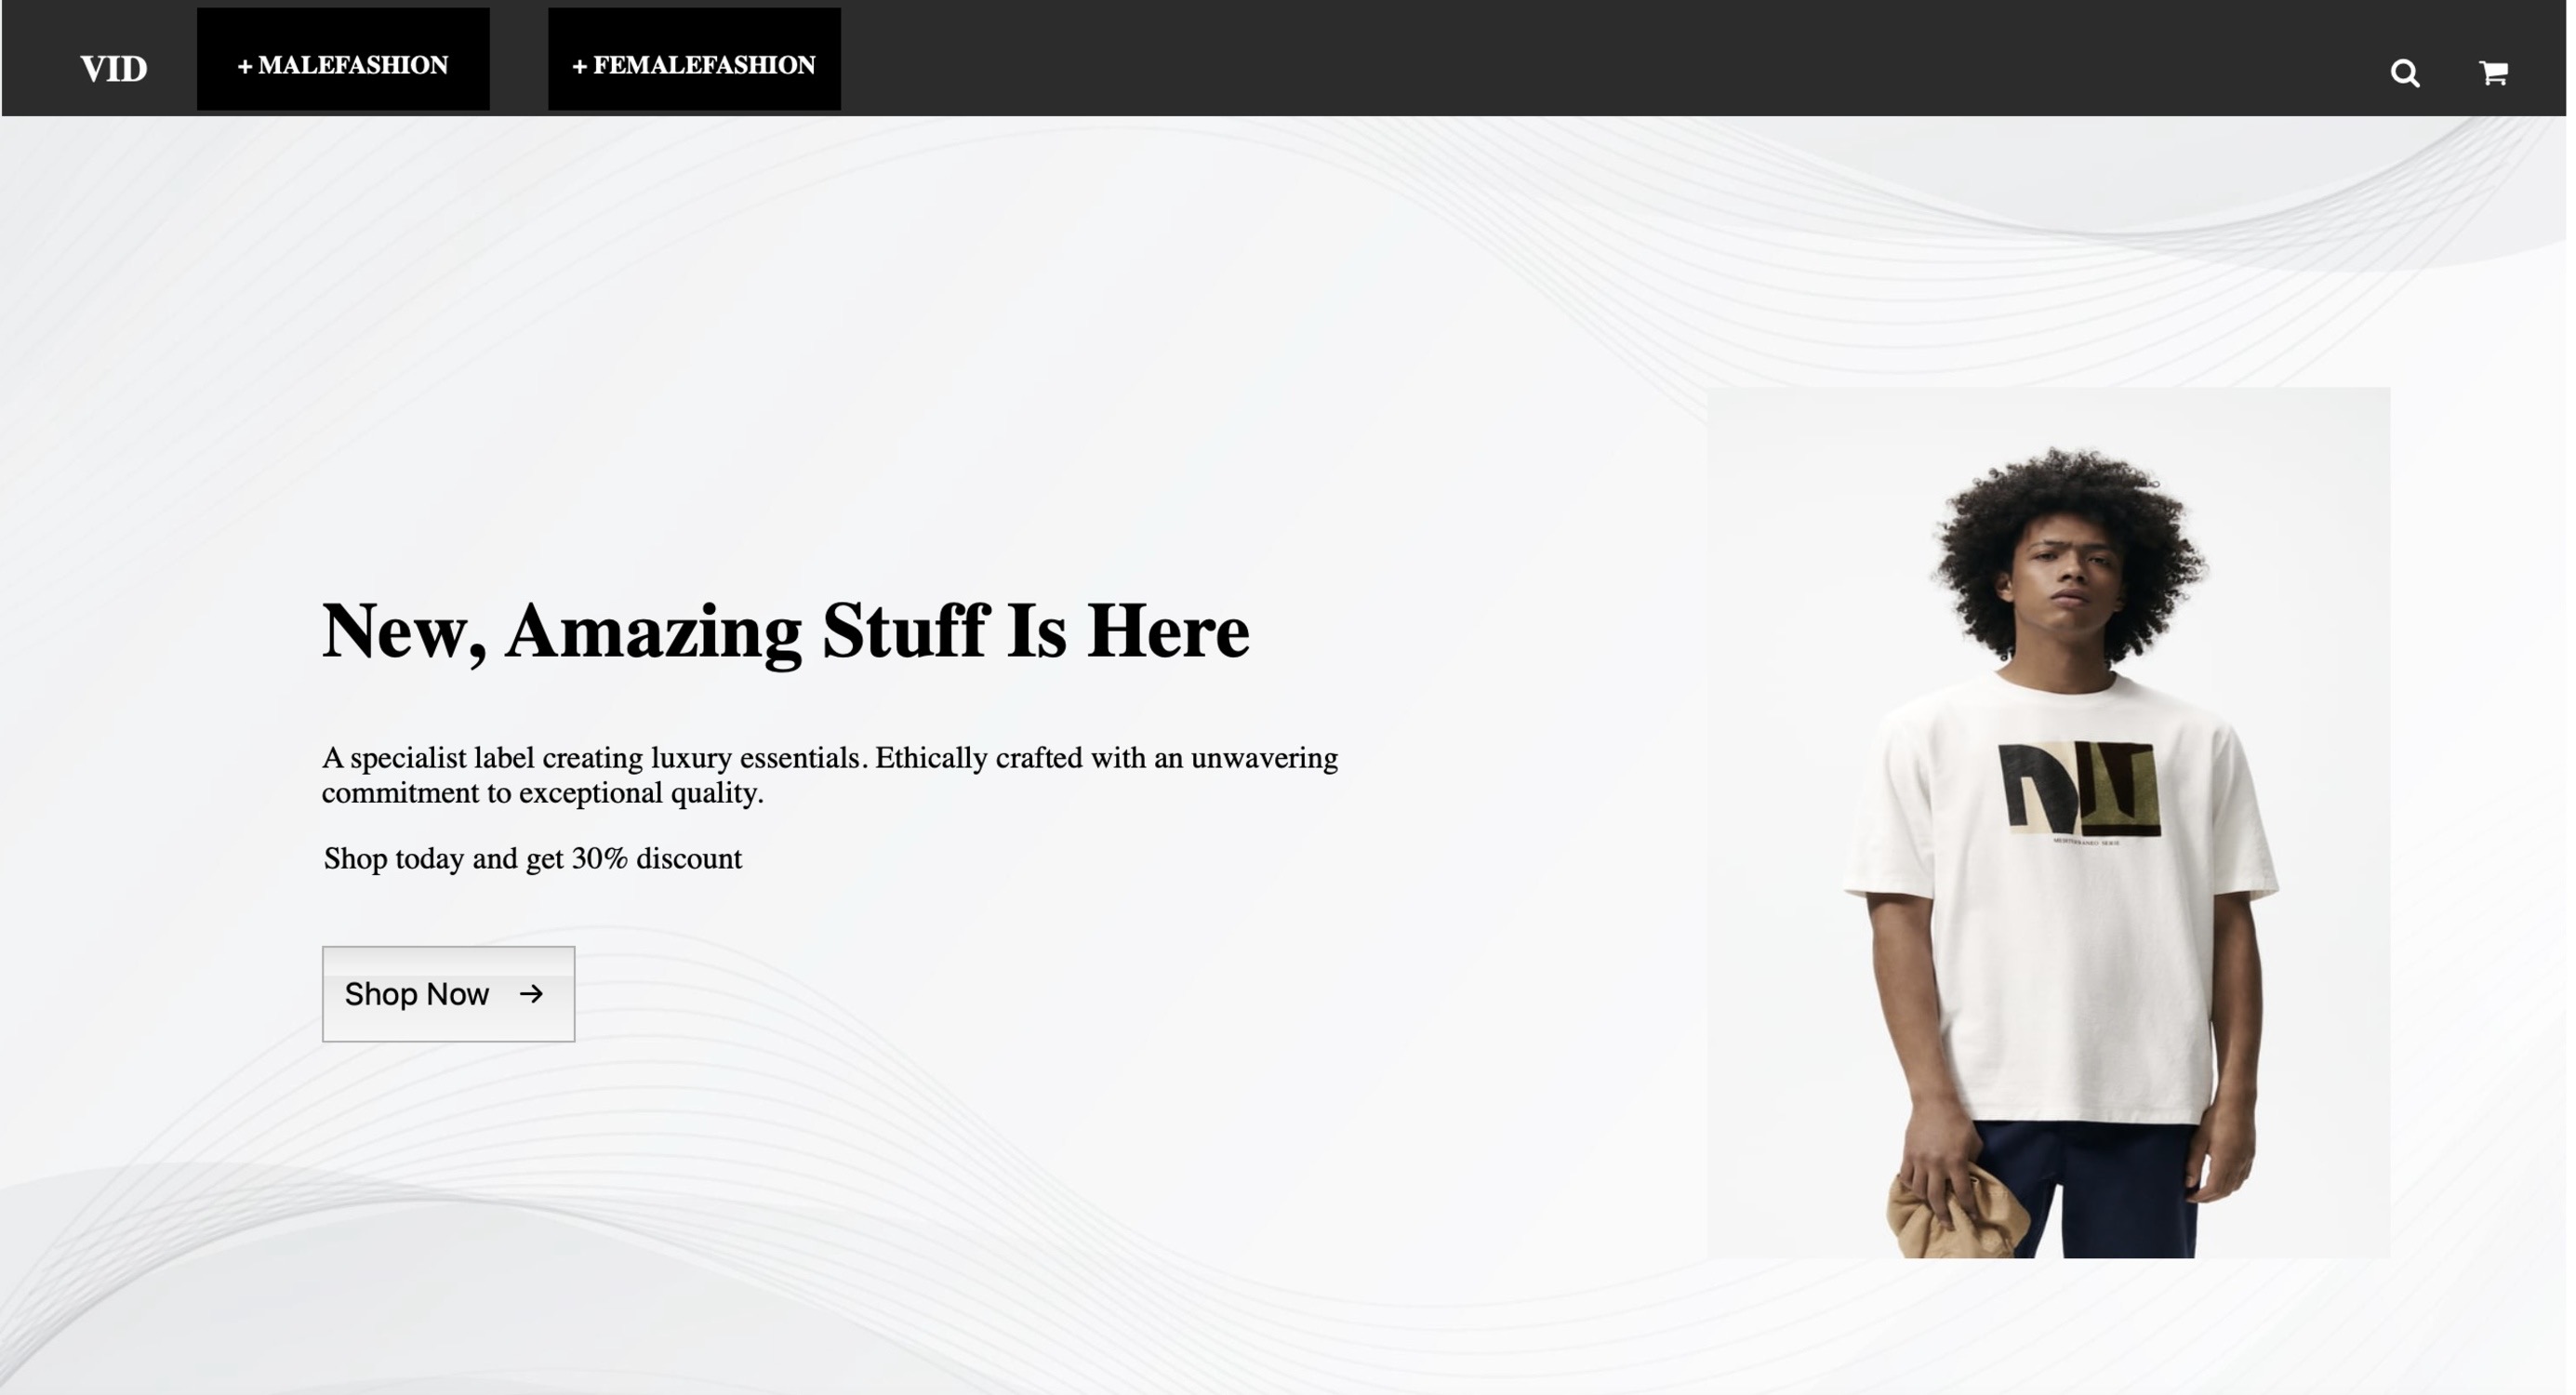 VID
+ MALEFASHION
+ FEMALEFASHION
New, Amazing Stuff Is Here
A specialist label creating luxury essentials. Ethically crafted with an unwavering
commitment to exceptional quality.
Shop today and get 30% discount
Shop Now →